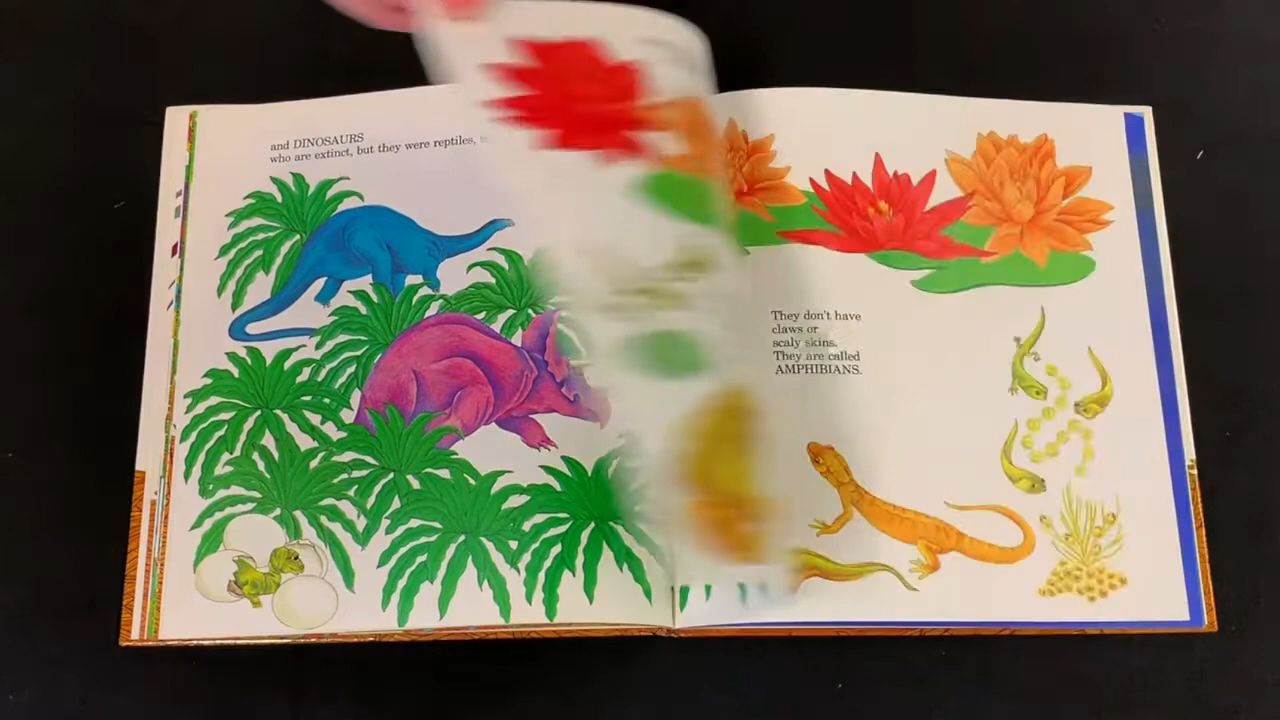 and DINOSAURS
who are extinct, but they were reptiles,
They don't have
claws or
scaly skins.
They are called
AMPHIBIANS.